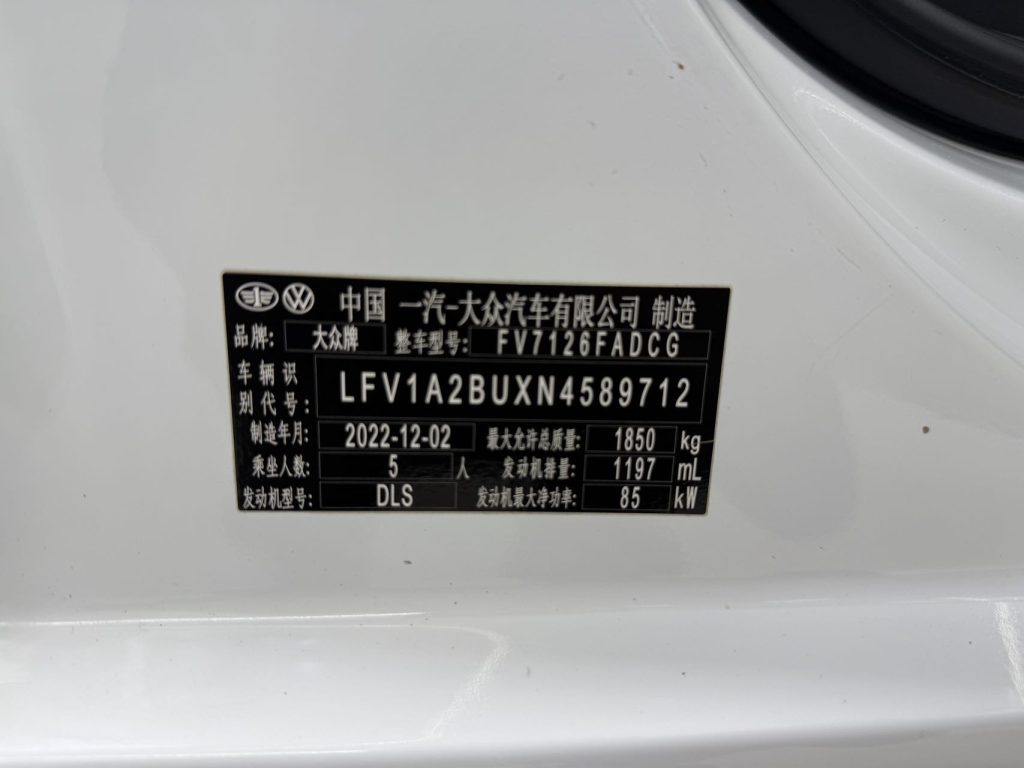 中国 一汽-大众汽车有限公司 制造
品牌: 大众牌 整车型号: FV7126FADCG
车辆识别代号: LFV1A2BUXN4589712
制造年月: 2022-12-02 最大允许总质量: 1850 kg
乘坐人数: 5 人 发动机排量: 1197 mL
发动机型号: DLS 发动机最大净功率: 85 kW